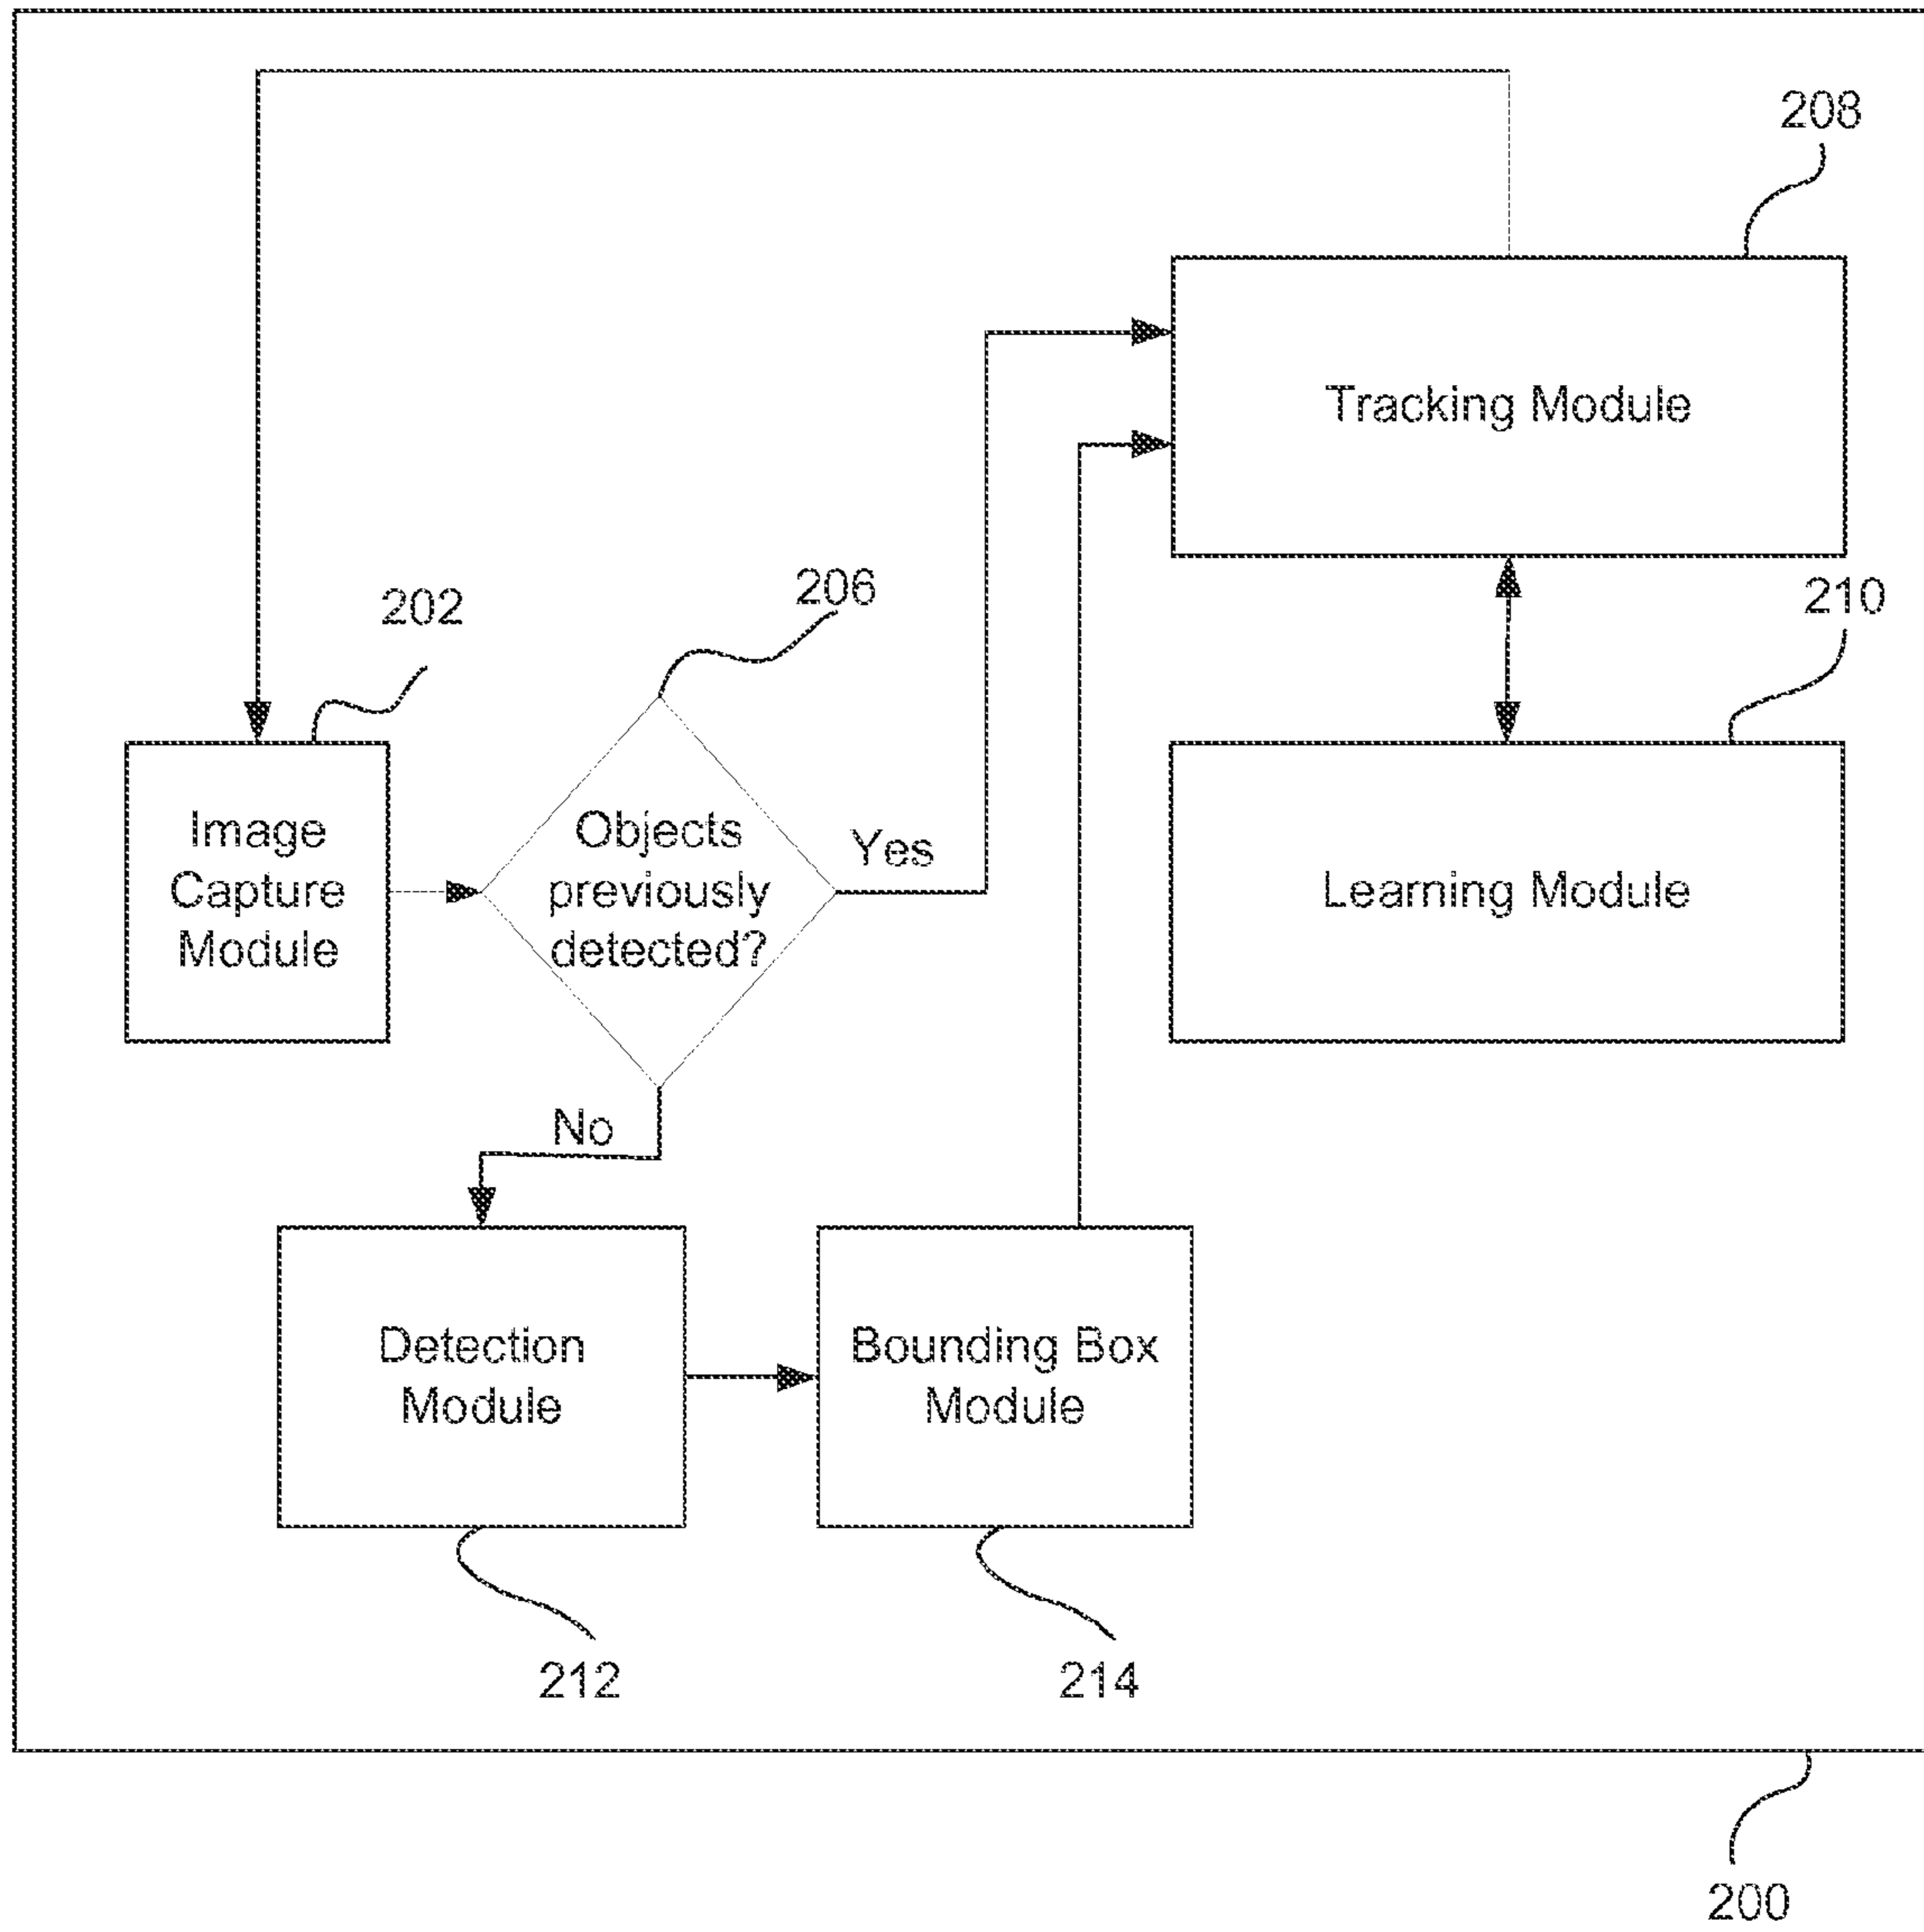 208
Tracking Module
202
206
210
Image
Capture
Module
Objects
previously
detected?
Yes
Learning Module
No
Detection
Module
Bounding Box
Module
212
214
200